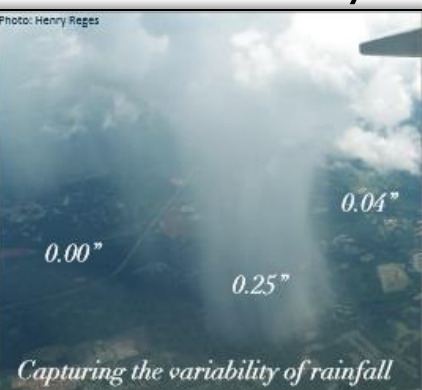 Photo: Henry Reges
0.04”
0.00”
0.25”
Capturing the variability of rainfall